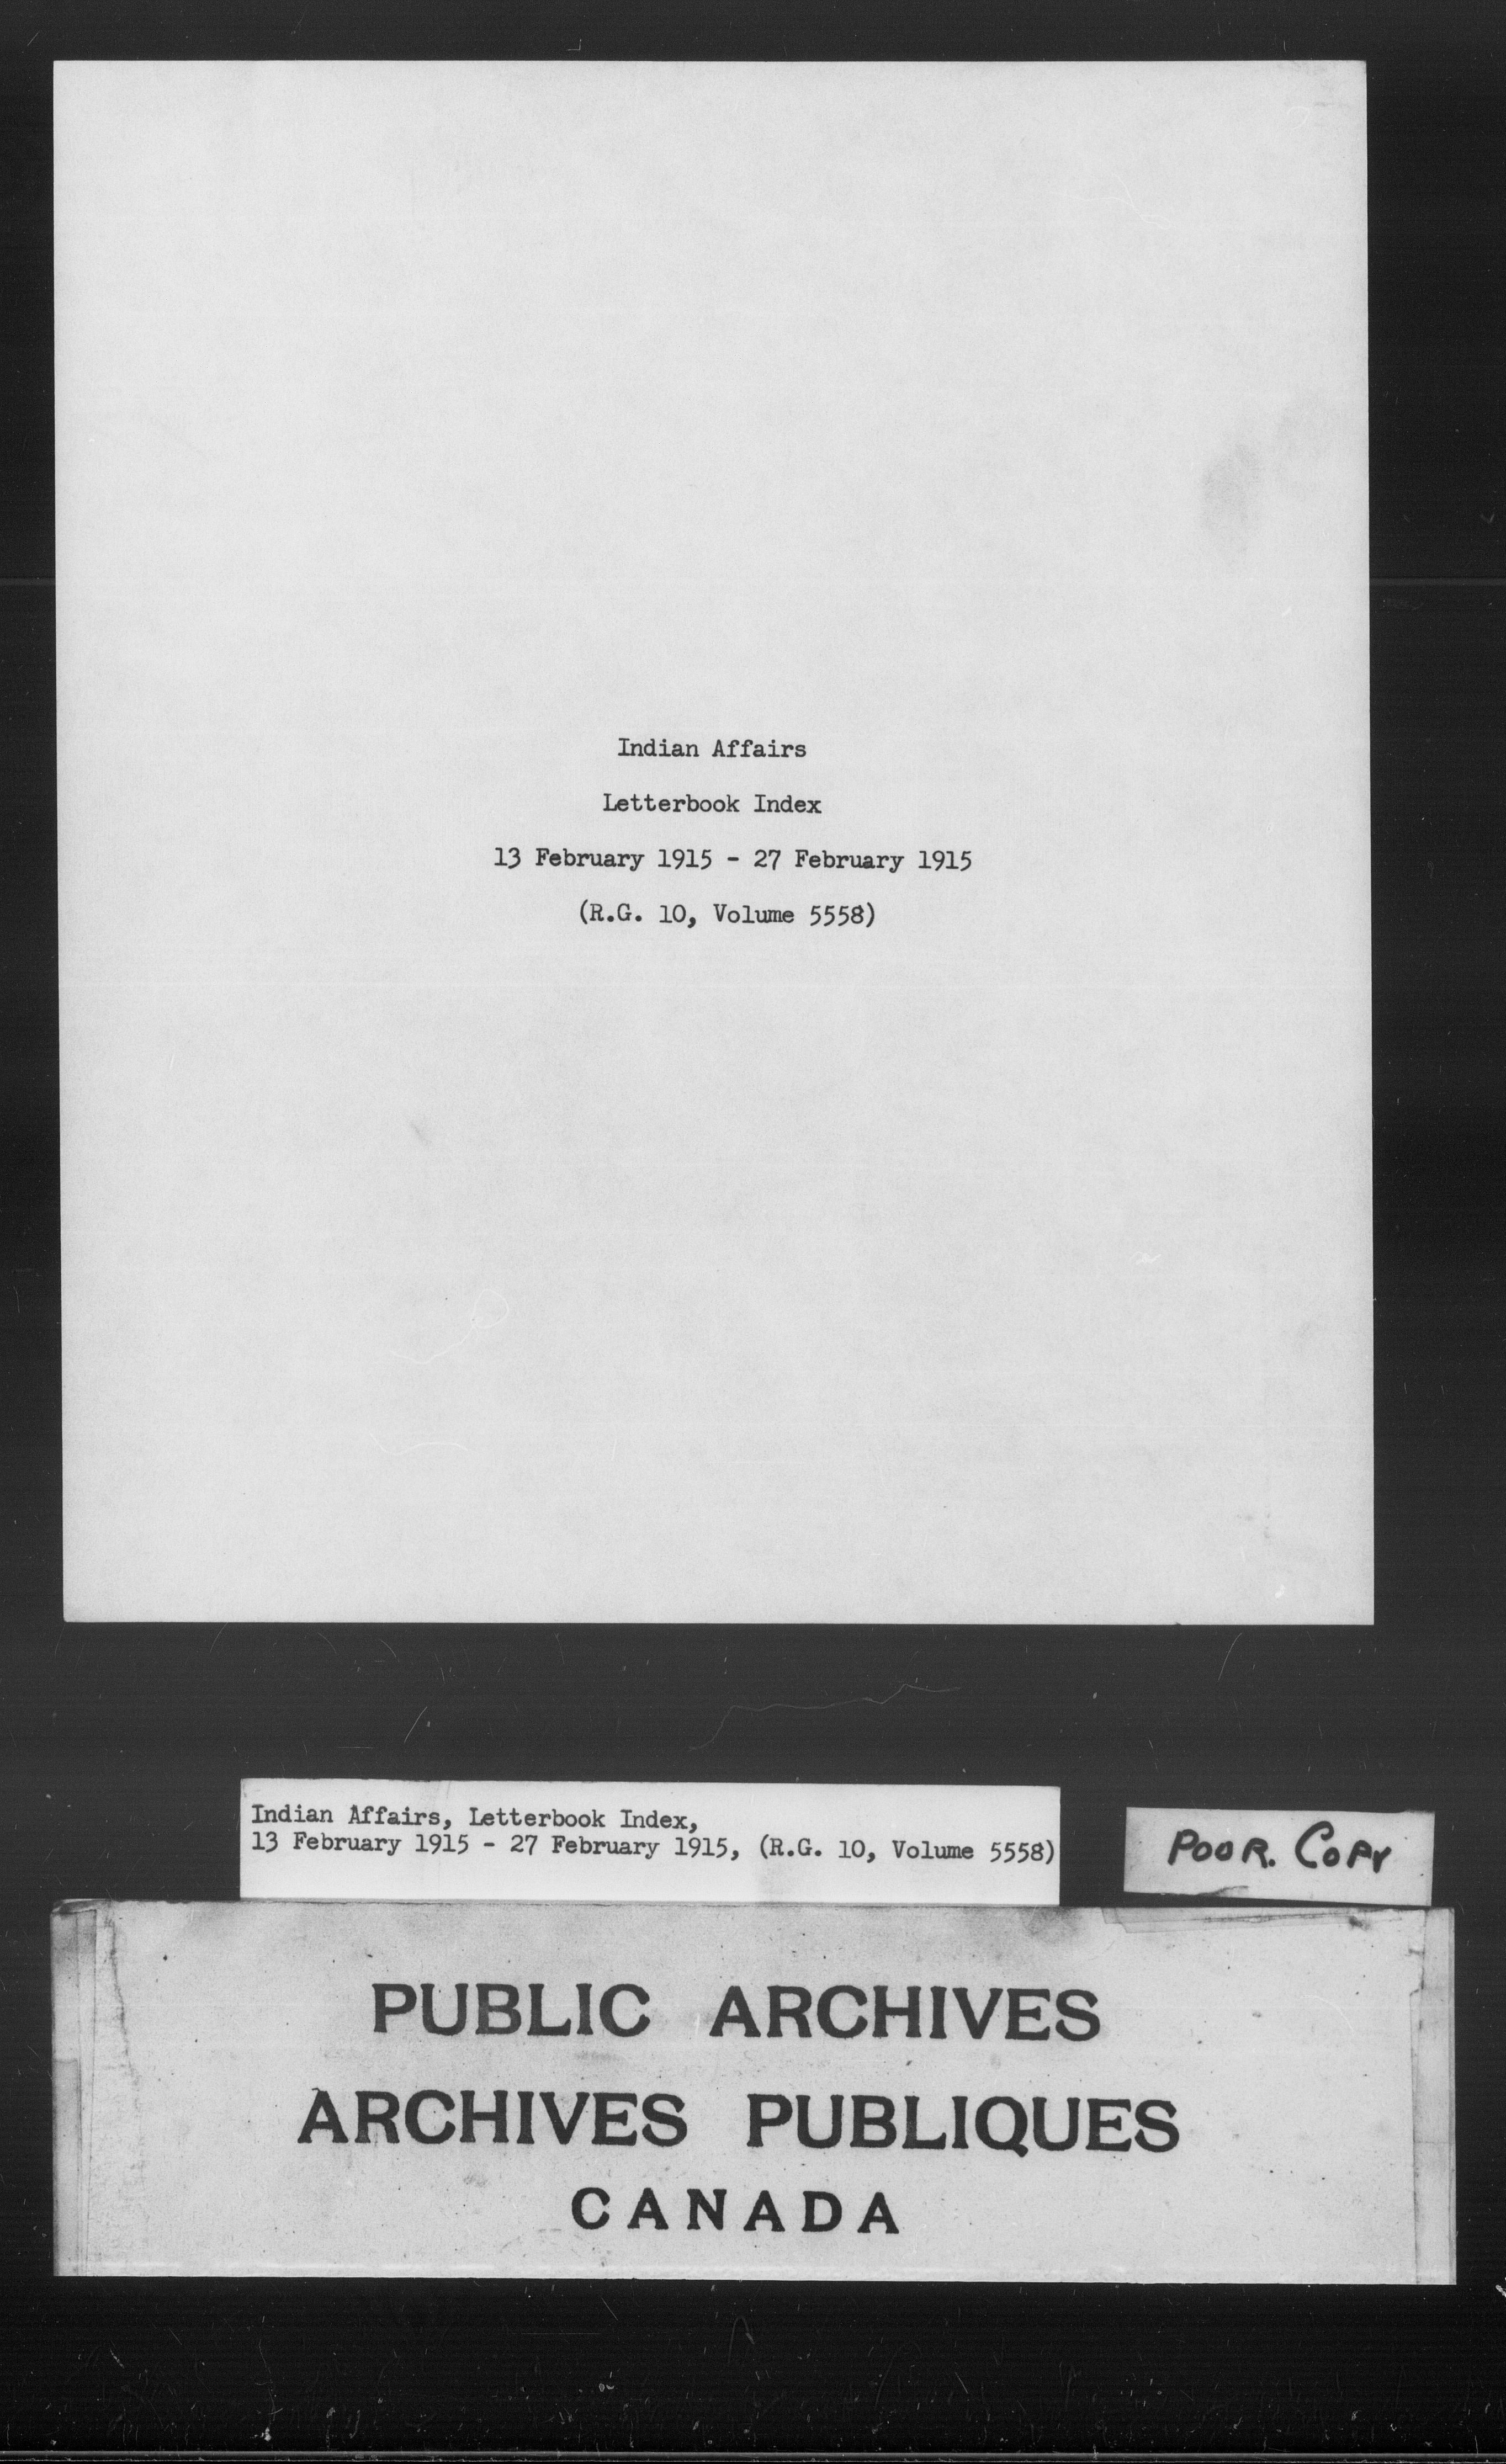 Indian Affairs
Letterbook Index
13 February 1915 - 27 February 1915
(R.G. 10, Volume 5558)
Indian Affairs, Letterbook Index,
13 February 1915 - 27 February 1915, (R.G. 10, Volume 5558)
POOR. COPY
PUBLIC ARCHIVES
ARCHIVES PUBLIQUES
CANADA